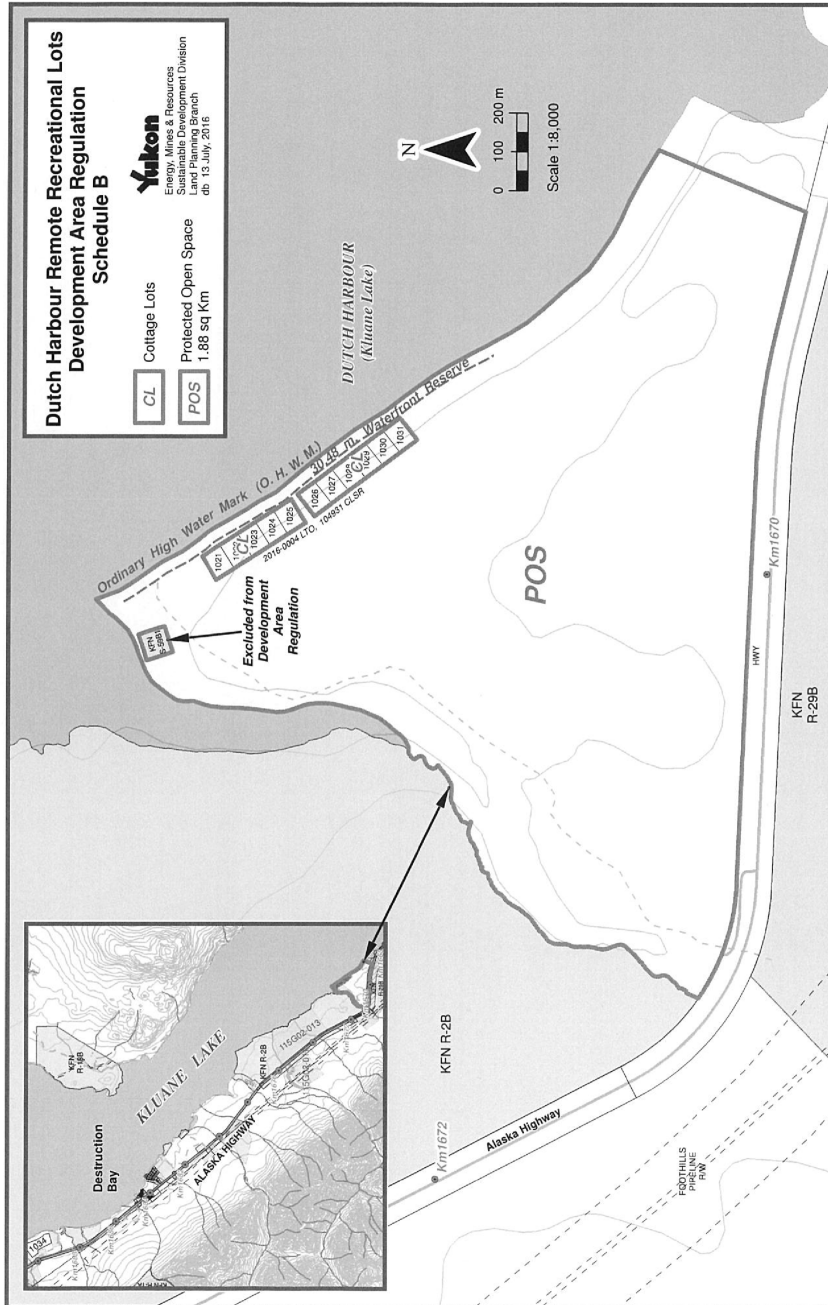 Dutch Harbour Remote Recreational Lots
Development Area Regulation
Schedule B
CL
Cottage Lots
POS
Protected Open Space
1.88 sq Km
Yukon
Energy, Mines & Resources
Sustainable Development Division
Land Planning Branch
db 13 July, 2016
N
0 100 200 m
Scale 1:8,000
DUTCH HARBOUR
(Kluane Lake)
Ordinary High Water Mark (O. H. W. M.)
30.48 m. Waterfront Reserve
1021
CL
1023
1024
1025
1026
1027
1028
CL
1029
1030
1031
2016-0004 LTO, 104931 CLSR
KFN
S-59B1
Excluded from
Development
Area
Regulation
POS
Km1670
HWY
KFN
R-29B
KFN R-2B
Km1672
Alaska Highway
FOOTHILLS
PIPELINE
R/W
Destruction
Bay
KLUANE LAKE
ALASKA HIGHWAY
KFN R-2B
115G02-013
1034